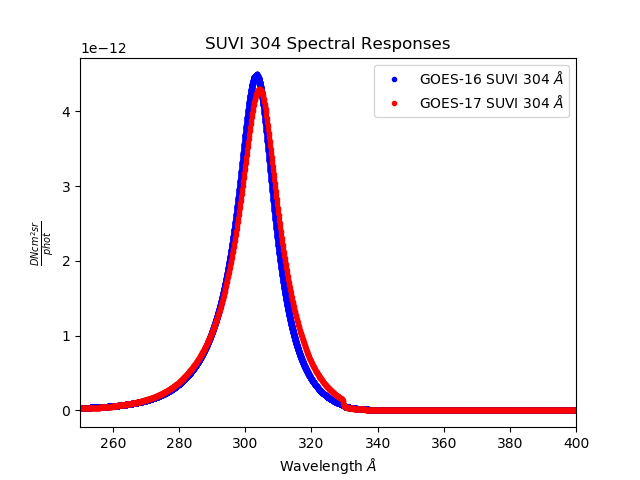 SUVI 304 Spectral Responses
1e−12
GOES-16 SUVI 304 Å
GOES-17 SUVI 304 Å
4
3
2
1
0
DNcm²sr
phot
260 280 300 320 340 360 380 400
Wavelength Å